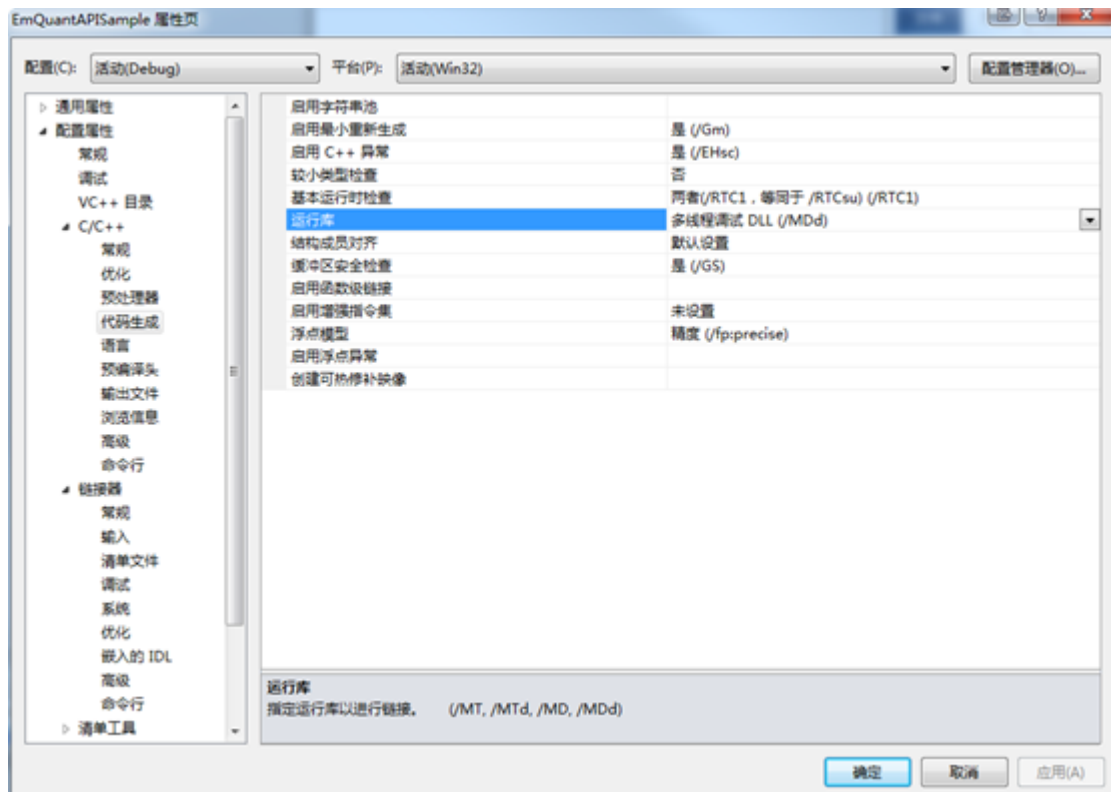 EmQuantAPISample 属性页
配置(C): 活动(Debug) 平台(P): 活动(Win32) 配置管理器(O)...
通用属性
配置属性
常规
调试
VC++ 目录
C/C++
常规
优化
预处理器
代码生成
语言
预编译头
输出文件
浏览信息
高级
命令行
链接器
常规
输入
清单文件
调试
系统
优化
嵌入的 IDL
高级
命令行
清单工具
启用字符串池
启用最小重新生成 是 (/Gm)
启用 C++ 异常 是 (/EHsc)
较小类型检查 否
基本运行时检查 两者(/RTC1，等同于 /RTCsu) (/RTC1)
运行库 多线程调试 DLL (/MDd)
结构成员对齐 默认设置
缓冲区安全检查 是 (/GS)
启用函数级链接
启用增强指令集 未设置
浮点模型 精度 (/fp:precise)
启用浮点异常
创建可热修补映像
运行库
指定运行库以进行链接。 (/MT, /MTd, /MD, /MDd)
确定 取消 应用(A)